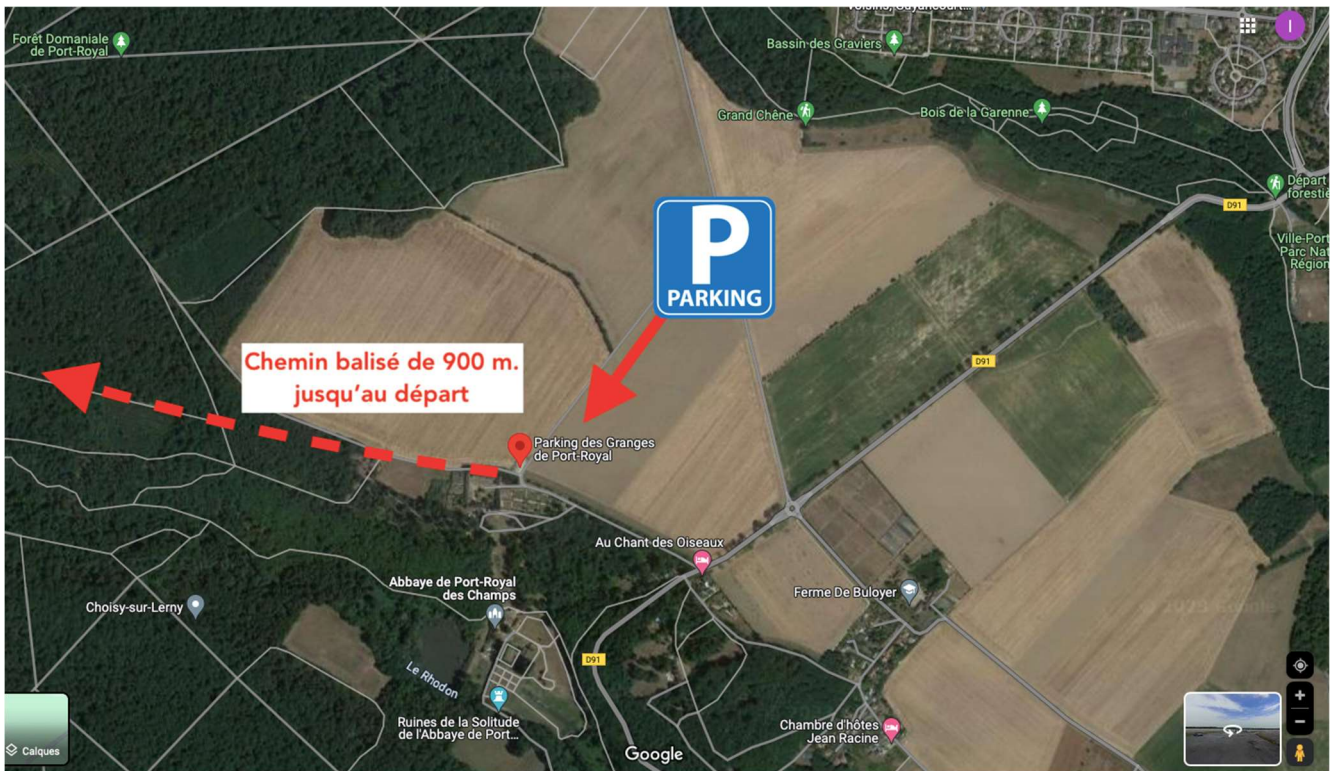 Voisins, Guyancourt...
Forêt Domaniale
de Port-Royal
Bassin des Graviers
I
Grand Chêne
Bois de la Garenne
Départ
forestiè
D91
Ville-Port
Parc Nat
Région
P
PARKING
D91
Chemin balisé de 900 m.
jusqu'au départ
Parking des Granges
de Port-Royal
Au Chant des Oiseaux
Abbaye de Port-Royal
des Champs
Ferme De Buloyer
Choisy-sur-Lerny
D91
Le Rhodon
Ruines de la Solitude
de l'Abbaye de Port...
Chambre d'hôtes
Jean Racine
Calques
Google